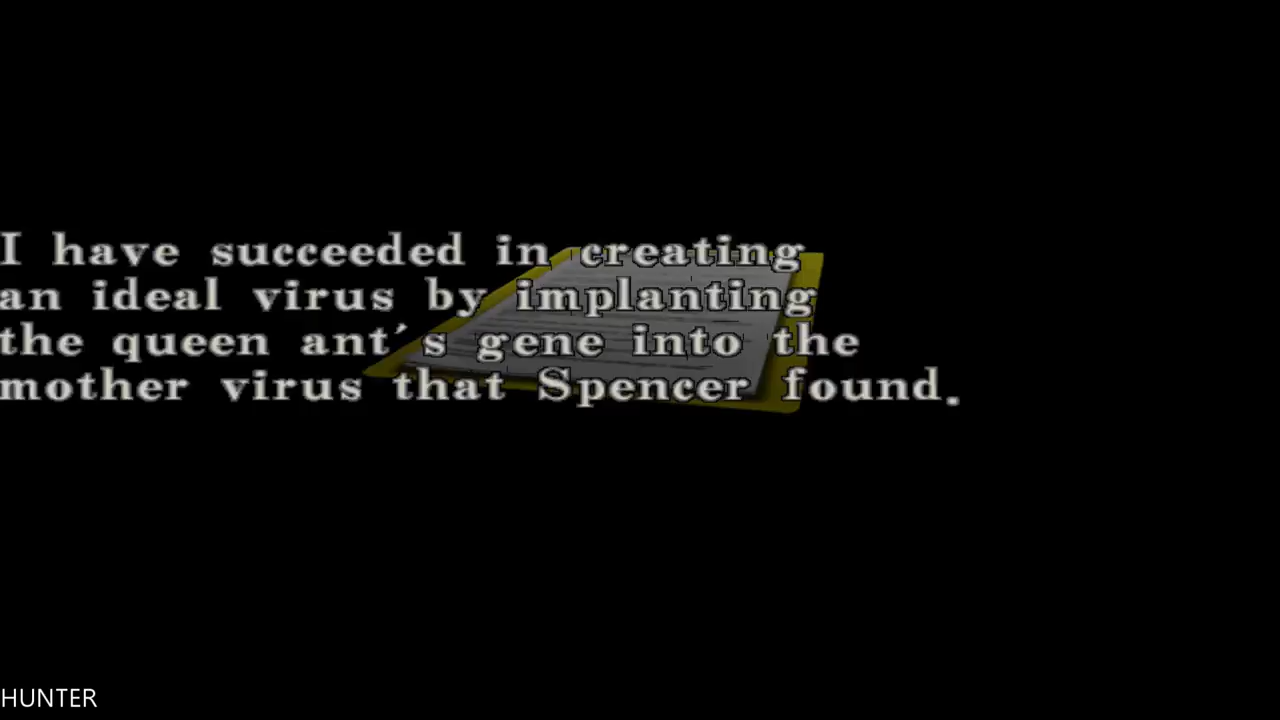 I have succeeded in creating
an ideal virus by implanting
the queen ant's gene into the
mother virus that Spencer found.
HUNTER